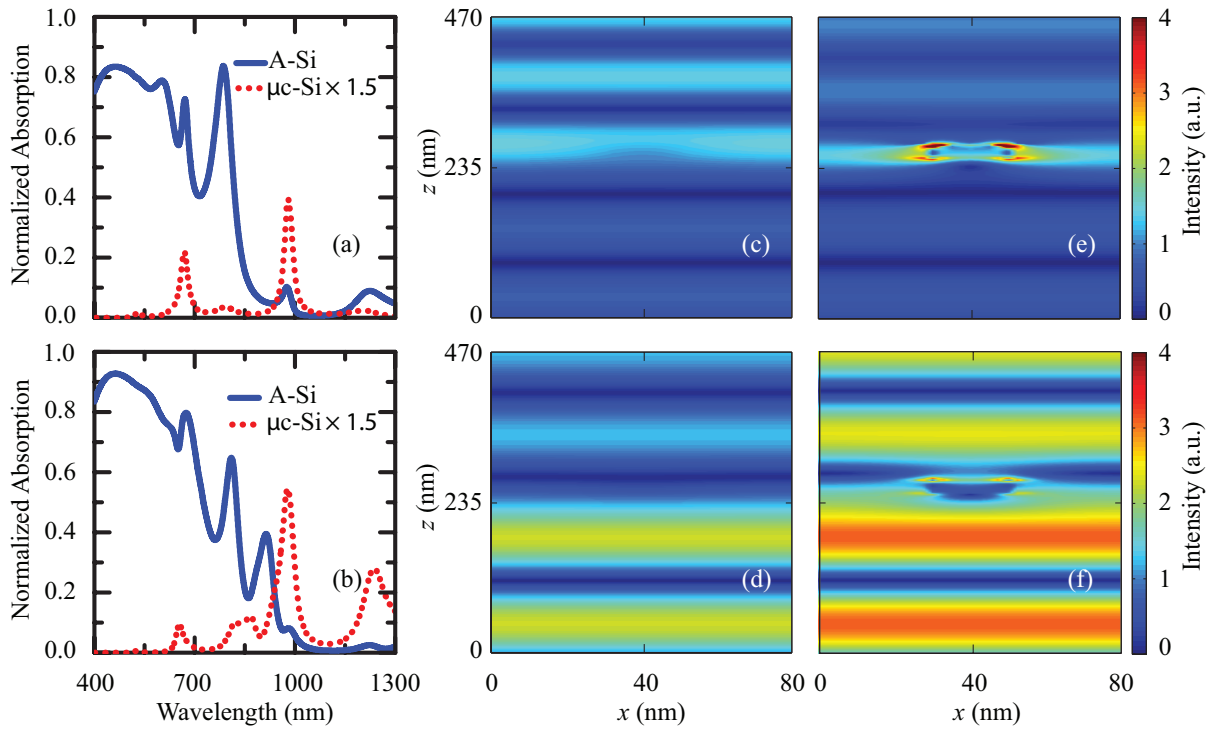 1.0
0.8
0.6
0.4
0.2
0.0
Normalized Absorption
A-Si
μc-Si × 1.5
(a)
470
235
0
z (nm)
(c)
(e)
4
3
2
1
0
Intensity (a.u.)
1.0
0.8
0.6
0.4
0.2
0.0
Normalized Absorption
A-Si
μc-Si × 1.5
(b)
400
700
1000
1300
Wavelength (nm)
470
235
0
z (nm)
(d)
0
40
80
x (nm)
(f)
0
40
80
x (nm)
4
3
2
1
0
Intensity (a.u.)